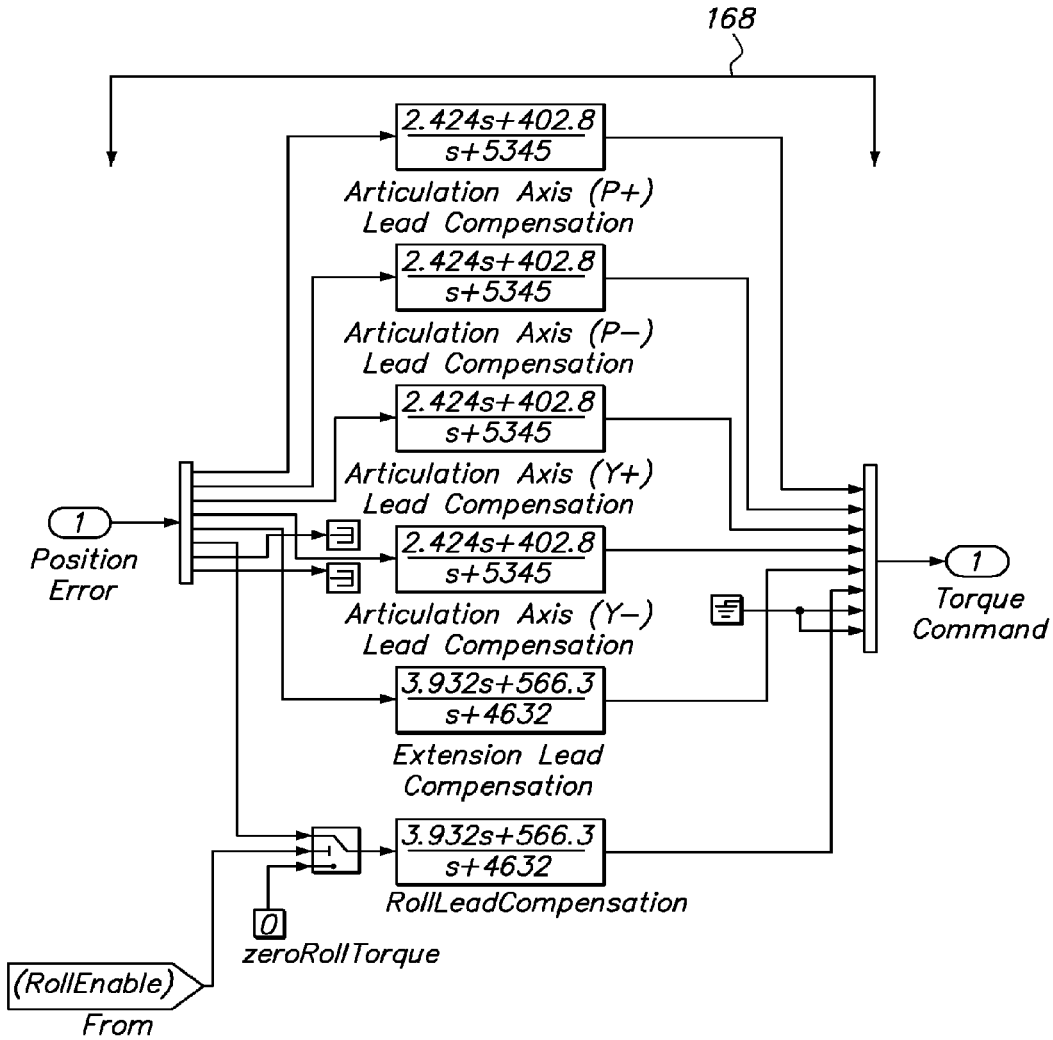 168
2.424s+402.8
s+5345
Articulation Axis (P+)
Lead Compensation
2.424s+402.8
s+5345
Articulation Axis (P−)
Lead Compensation
2.424s+402.8
s+5345
Articulation Axis (Y+)
Lead Compensation
1
Position
Error
2.424s+402.8
s+5345
Articulation Axis (Y−)
Lead Compensation
1
Torque
Command
3.932s+566.3
s+4632
Extension Lead
Compensation
3.932s+566.3
s+4632
RollLeadCompensation
0
zeroRollTorque
(RollEnable)
From